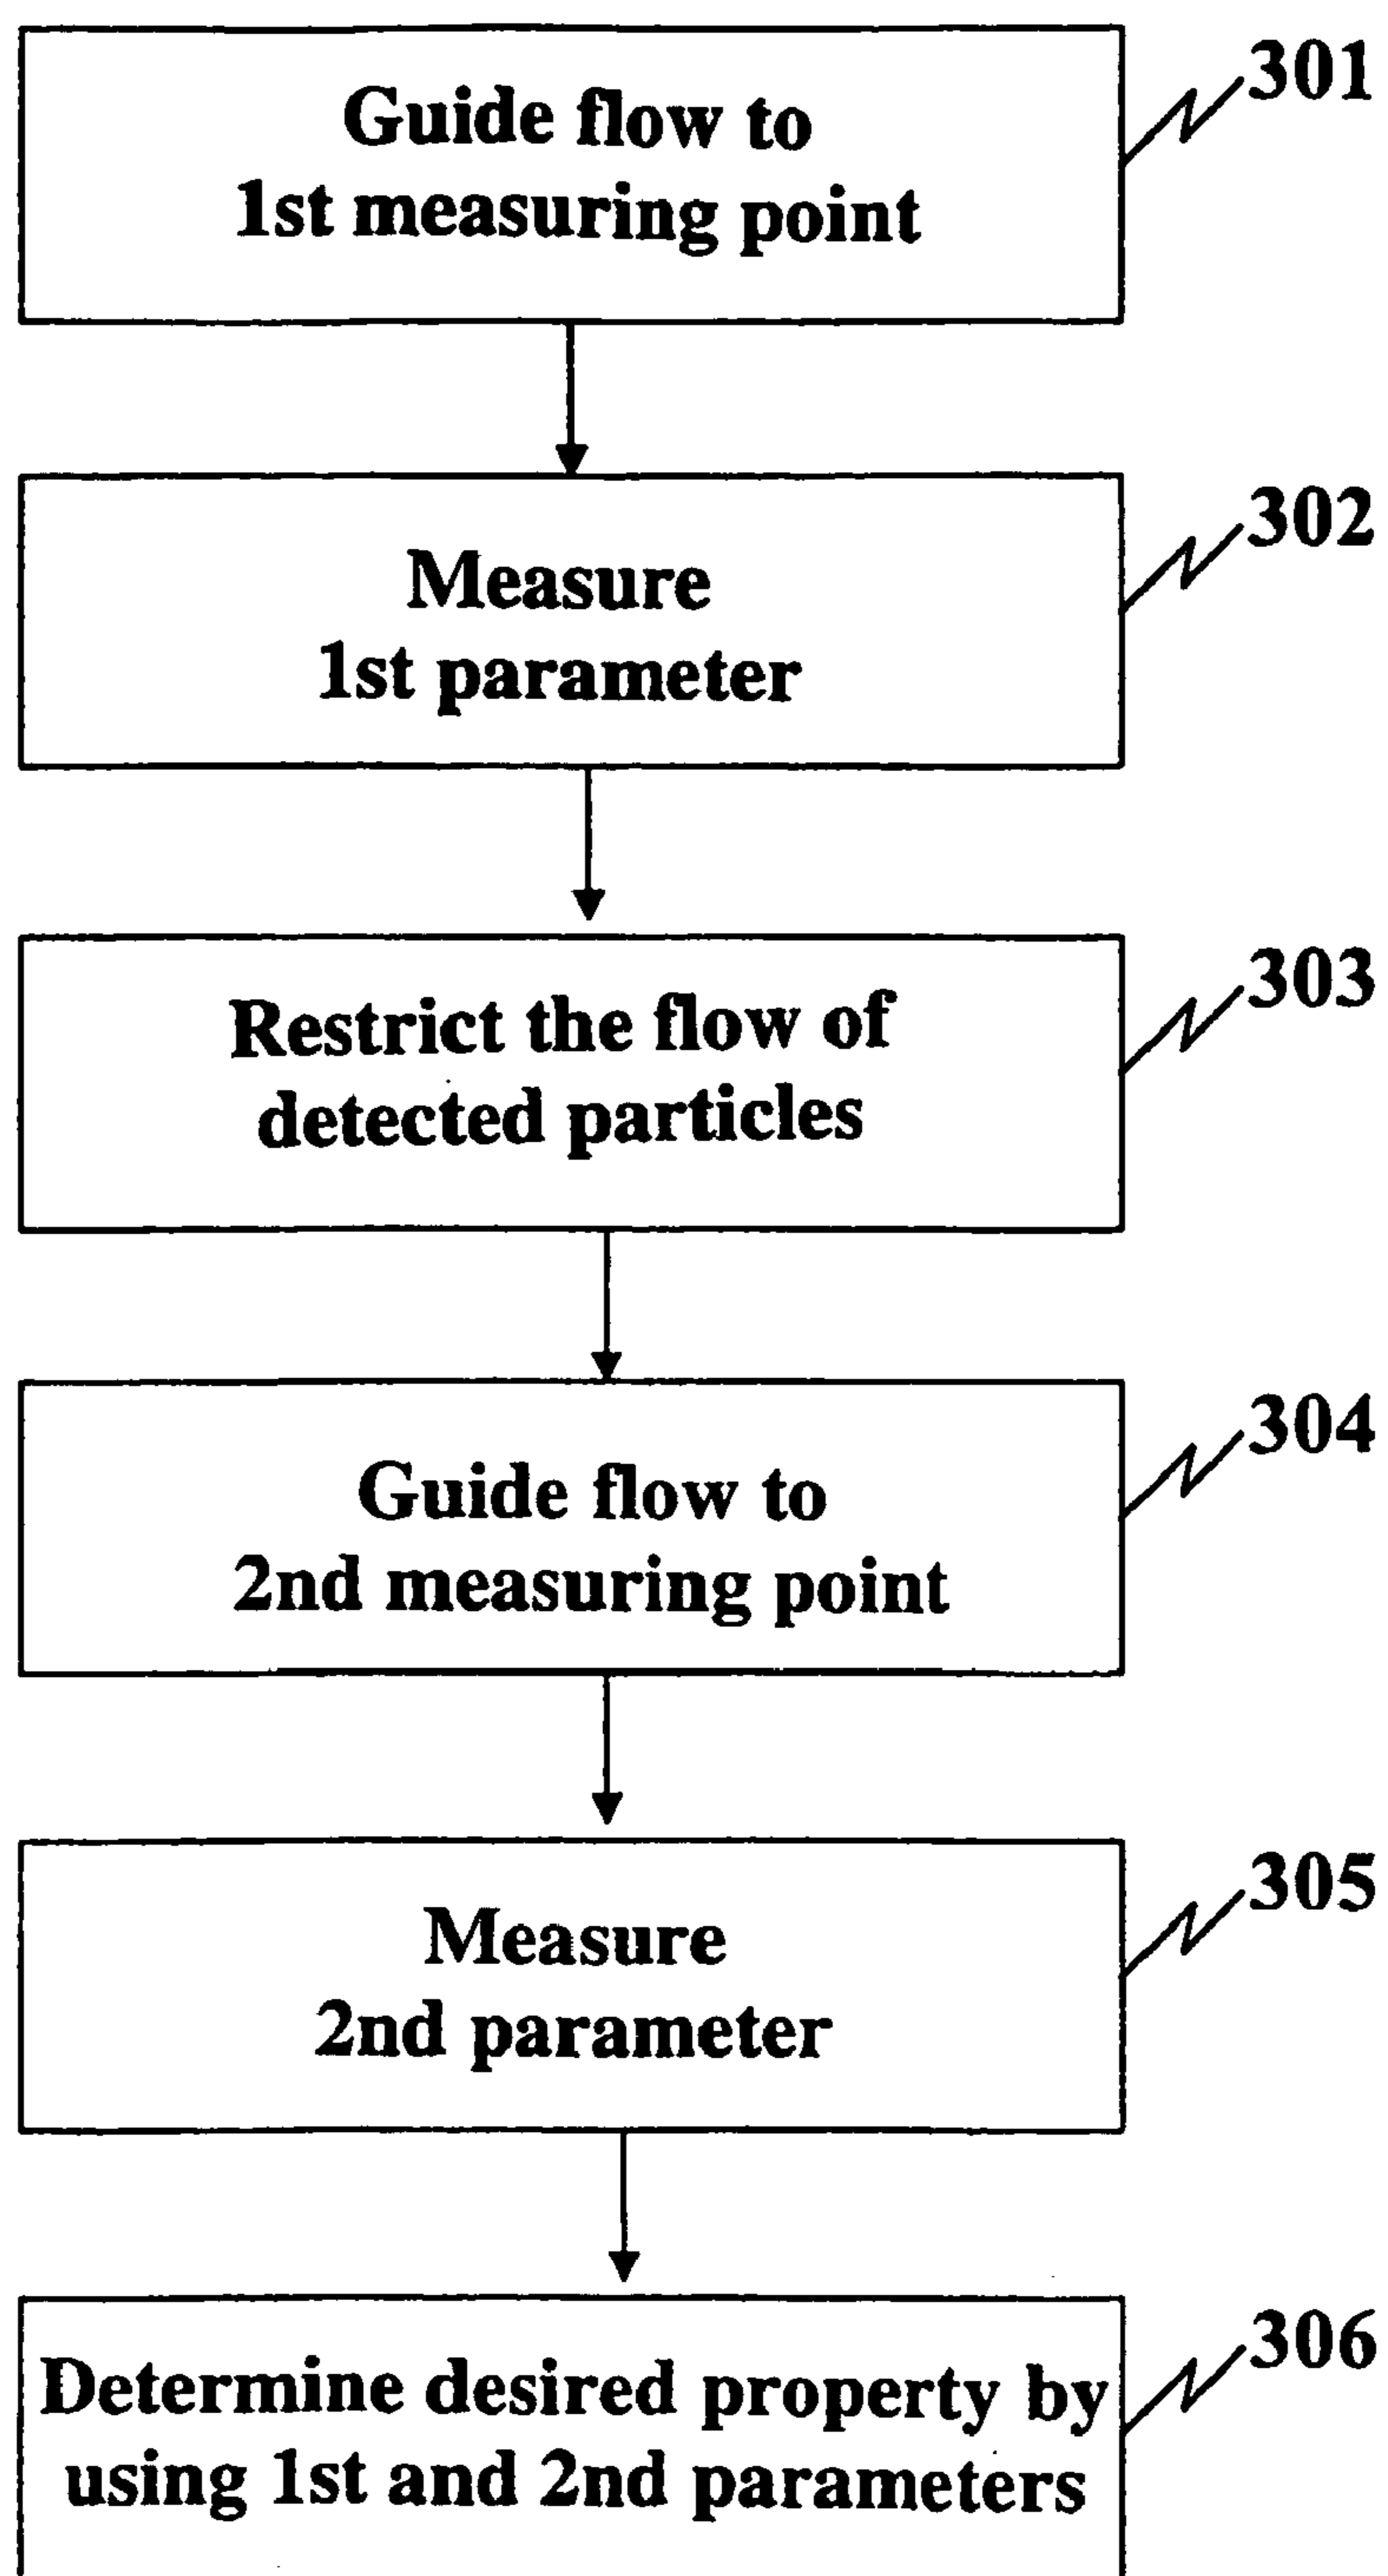 Guide flow to
1st measuring point
301
Measure
1st parameter
302
Restrict the flow of
detected particles
303
Guide flow to
2nd measuring point
304
Measure
2nd parameter
305
Determine desired property by
using 1st and 2nd parameters
306